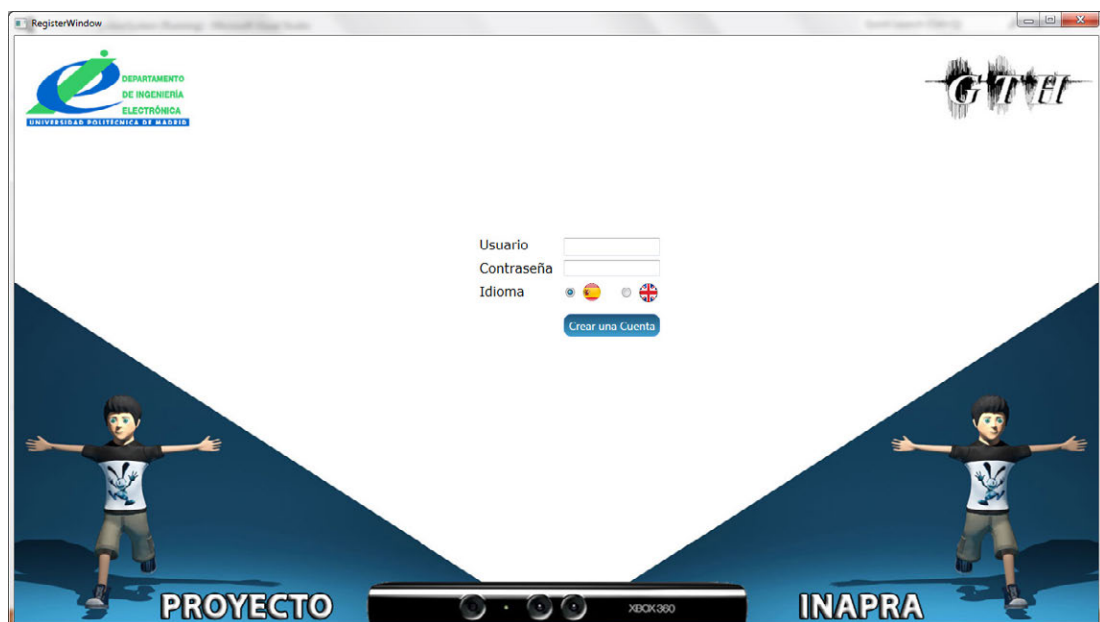 RegisterWindow
DEPARTAMENTO
DE INGENIERÍA
ELECTRÓNICA
UNIVERSIDAD POLITECNICA DE MADRID
GTH
Usuario
Contraseña
Idioma
Crear una Cuenta
PROYECTO
XBOX 360
INAPRA